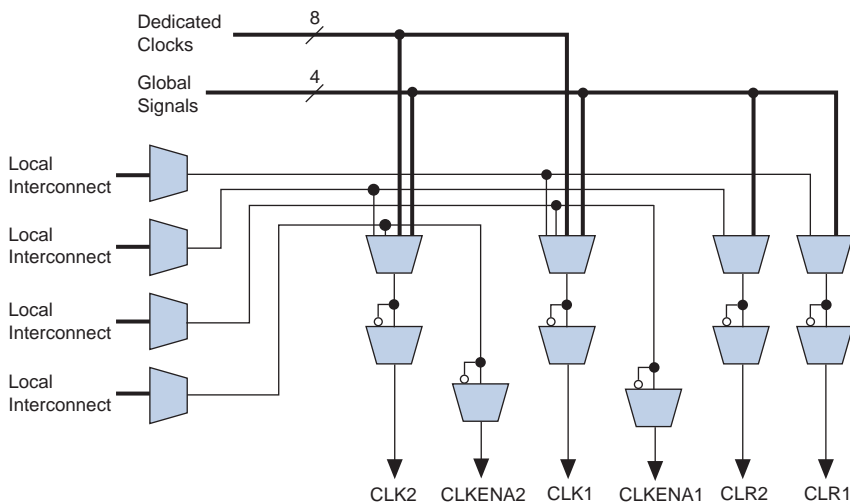 Dedicated
Clocks
8
Global
Signals
4
Local
Interconnect
Local
Interconnect
Local
Interconnect
Local
Interconnect
CLK2
CLKENA2
CLK1
CLKENA1
CLR2
CLR1